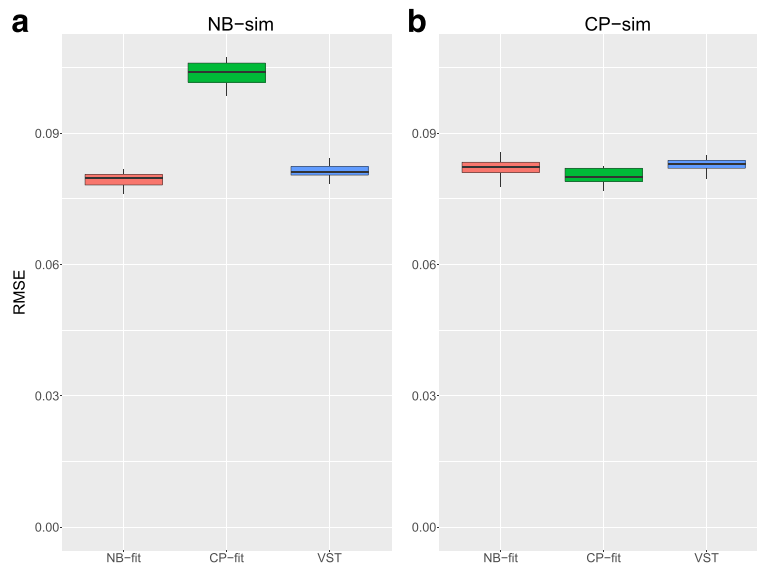 a
NB−sim
RMSE
0.09
0.06
0.03
0.00
NB−fit
CP−fit
VST
b
CP−sim
0.09
0.06
0.03
0.00
NB−fit
CP−fit
VST